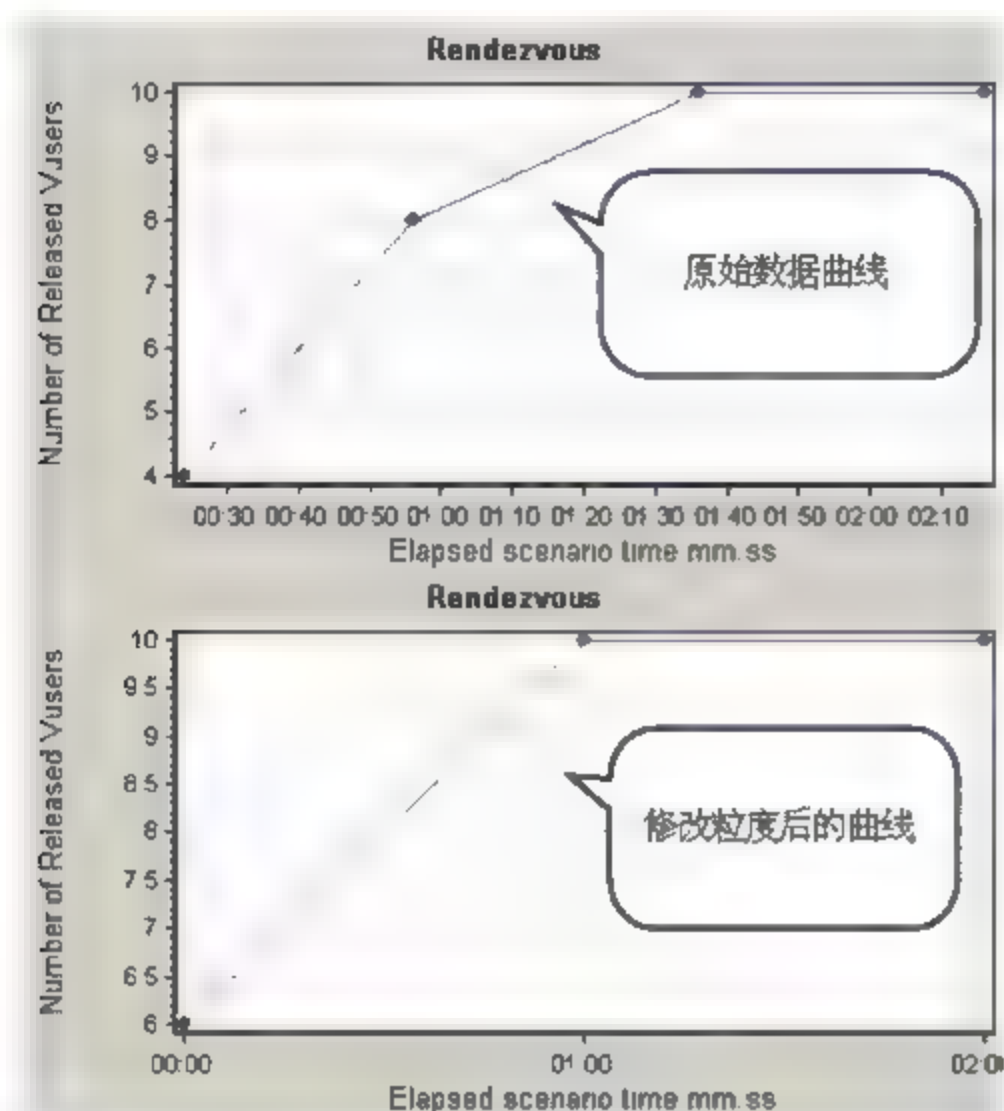 Rendezvous
Number of Released Vusers
10
9
8
7
6
5
4
原始数据曲线
00:30 00:40 00:50 01:00 01:10 01:20 01:30 01:40 01:50 02:00 02:10
Elapsed scenario time mm:ss
Rendezvous
Number of Released Vusers
10
9.5
9
8.5
8
7.5
7
6.5
6
修改粒度后的曲线
00:00 01:00 02:0
Elapsed scenario time mm:ss